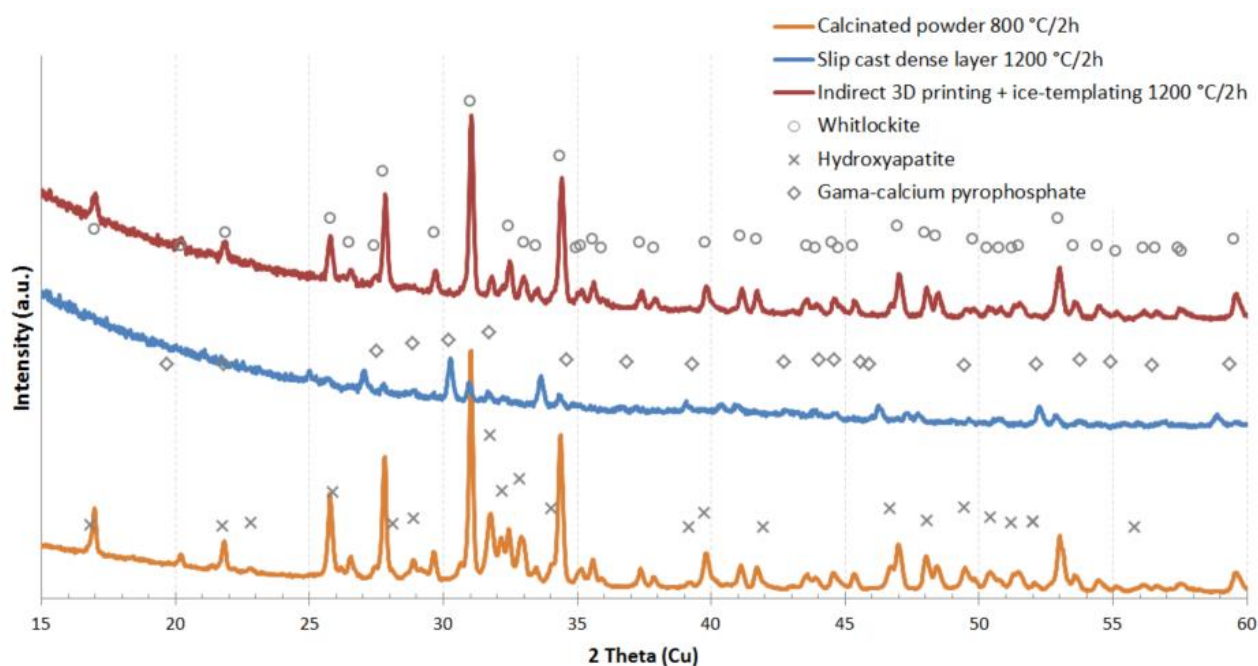 Calcinated powder 800 °C/2h
Slip cast dense layer 1200 °C/2h
Indirect 3D printing + ice-templating 1200 °C/2h
Whitlockite
Hydroxyapatite
Gama-calcium pyrophosphate
Intensity (a.u.)
15 20 25 30 35 40 45 50 55 60
2 Theta (Cu)